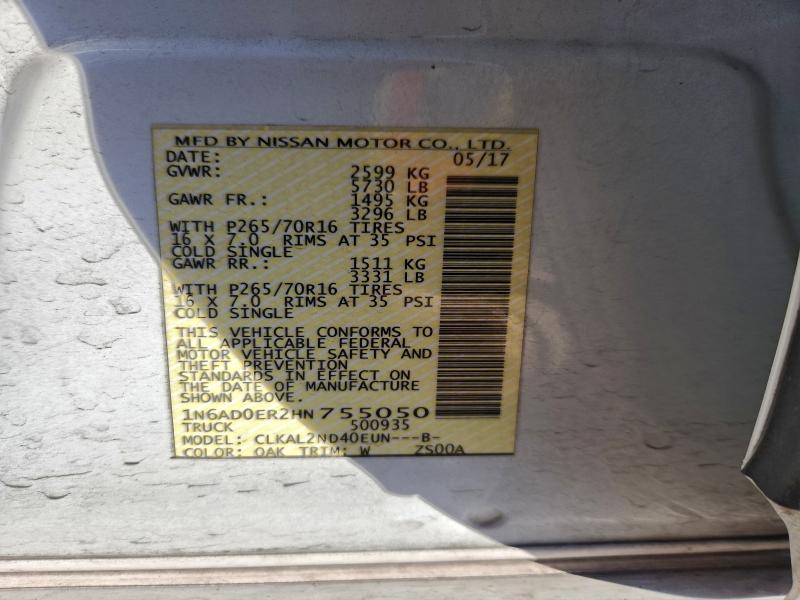 MFD BY NISSAN MOTOR CO., LTD.
DATE: 05/17
GVWR: 2599 KG
5730 LB
GAWR FR.: 1495 KG
3296 LB
WITH P265/70R16 TIRES
16 X 7.0 RIMS AT 35 PSI
COLD SINGLE
GAWR RR.: 1511 KG
3331 LB
WITH P265/70R16 TIRES
16 X 7.0 RIMS AT 35 PSI
COLD SINGLE
THIS VEHICLE CONFORMS TO
ALL APPLICABLE FEDERAL
MOTOR VEHICLE SAFETY AND
THEFT PREVENTION
STANDARDS IN EFFECT ON
THE DATE OF MANUFACTURE
SHOWN ABOVE.
1N6AD0ER2HN755050
TRUCK 500935
MODEL: CLKAL2ND40EUN---B-
COLOR: QAK TRIM: W ZS00A